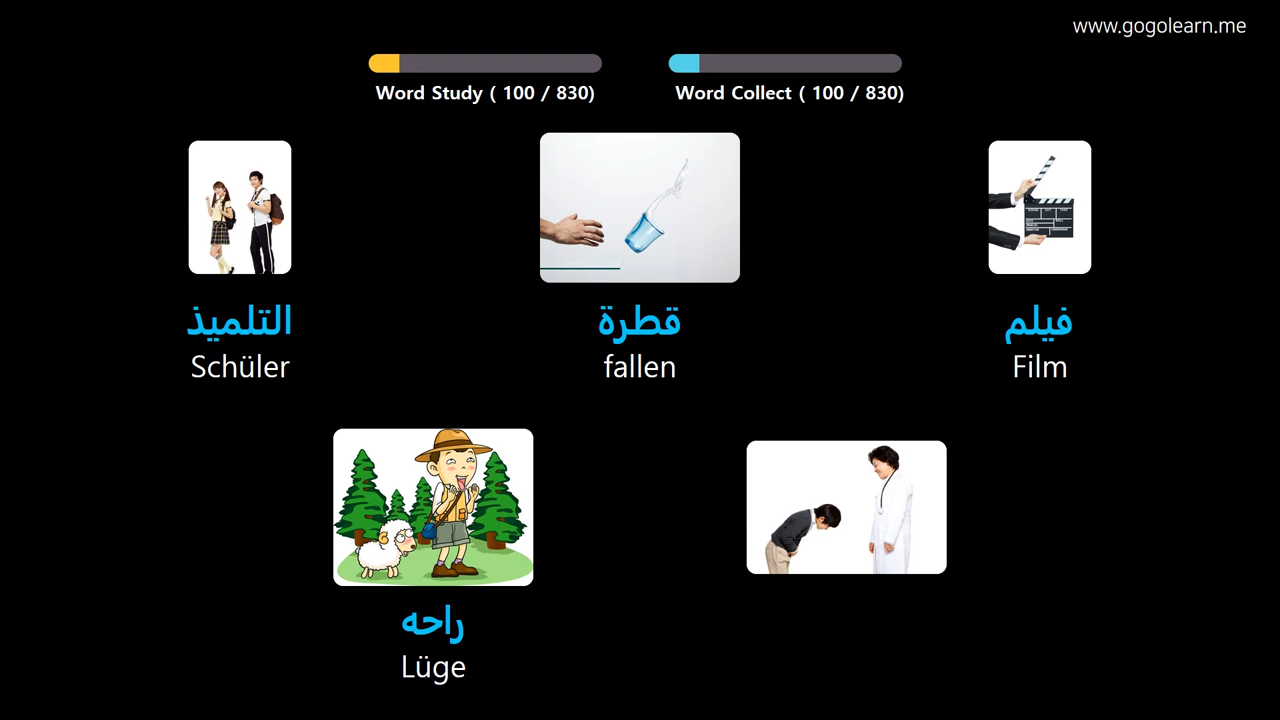 www.gogolearn.me
Word Study ( 100 / 830)
Word Collect ( 100 / 830)
التلميذ
Schüler
قطرة
fallen
فيلم
Film
راحه
Lüge